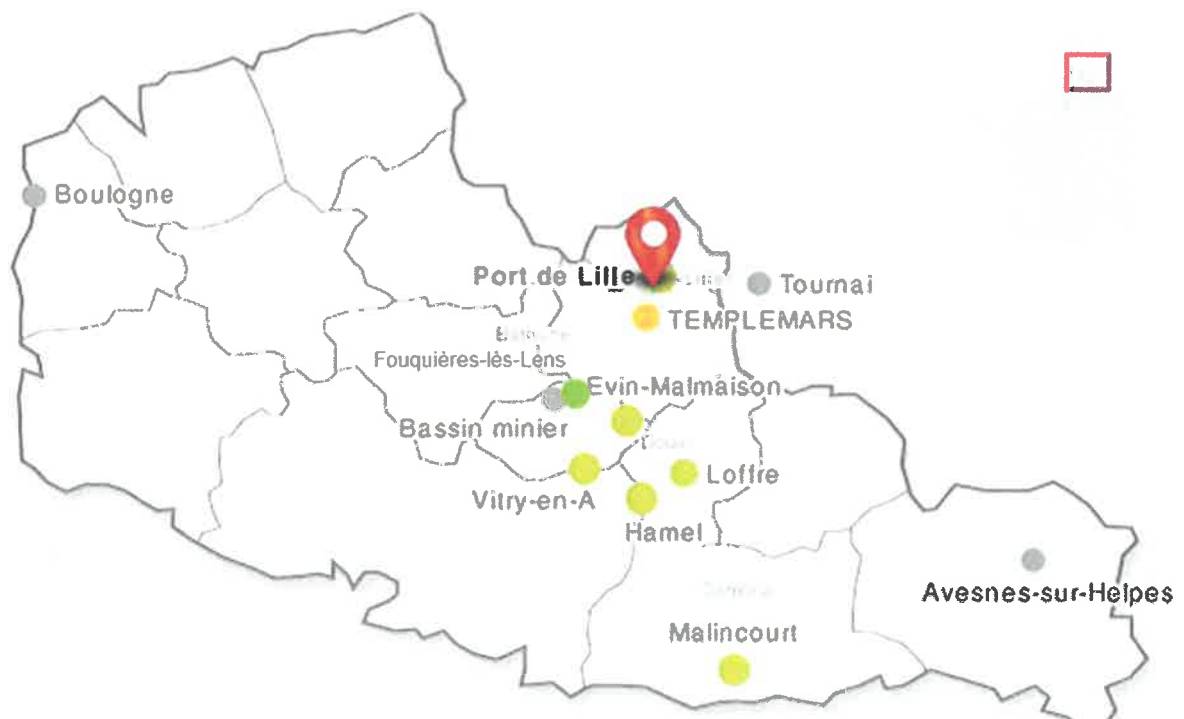 Boulogne
Port de Lille
Tournai
TEMPLEMARS
Fouquières-lès-Lens
Evin-Malmaison
Bassin minier
Loffre
Vitry-en-A
Hamel
Avesnes-sur-Helpes
Malincourt